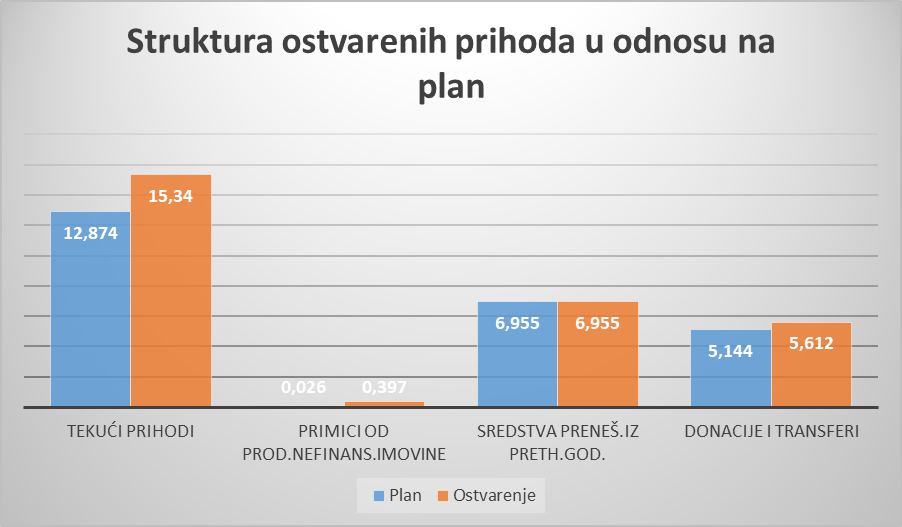 Struktura ostvarenih prihoda u odnosu na
plan
12,874
15,34
0,026
0,397
6,955
6,955
5,144
5,612
TEKUĆI PRIHODI
PRIMICI OD
PROD.NEFINANS.IMOVINE
SREDSTVA PRENEŠ.IZ
PRETH.GOD.
DONACIJE I TRANSFERI
Plan
Ostvarenje